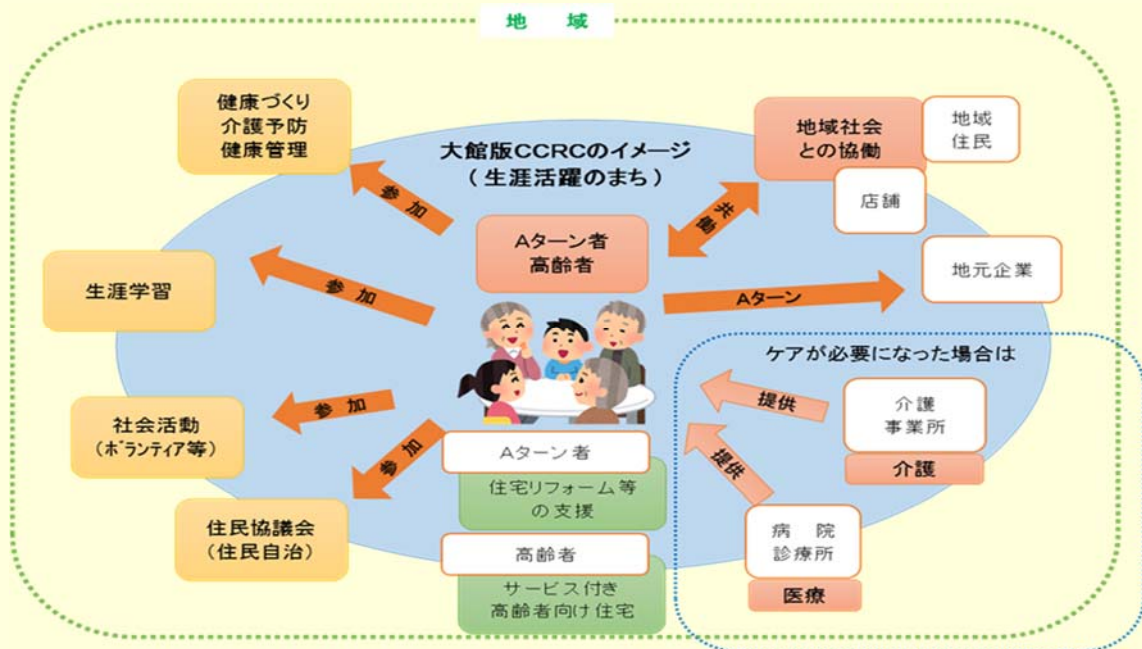 地　域
健康づくり
介護予防
健康管理
大館版CCRCのイメージ
（生涯活躍のまち）
地域社会
との協働
地域
住民
店舗
参加
共働
Aターン者
高齢者
生涯学習
参加
Aターン
地元企業
ケアが必要になった場合は
社会活動
（ボランティア等）
参加
提供
介護
事業所
介護
参加
提供
Aターン者
住宅リフォーム等
の支援
住民協議会
（住民自治）
病　院
診療所
医療
高齢者
サービス付き
高齢者向け住宅